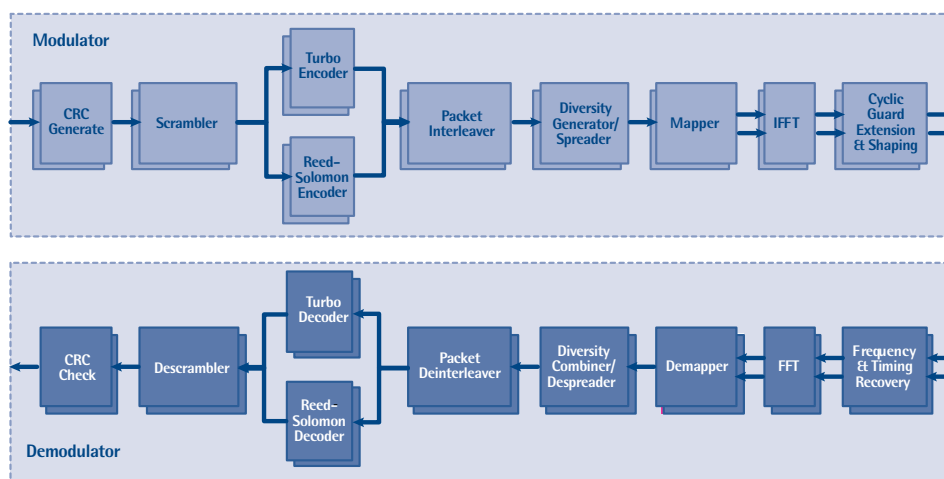 Modulator
CRC
Generate
Scrambler
Turbo
Encoder
Reed-
Solomon
Encoder
Packet
Interleaver
Diversity
Generator/
Spreader
Mapper
IFFT
Cyclic
Guard
Extension
& Shaping
CRC
Check
Descrambler
Turbo
Decoder
Reed-
Solomon
Decoder
Packet
Deinterleaver
Diversity
Combiner/
Despreader
Demapper
FFT
Frequency
& Timing
Recovery
Demodulator